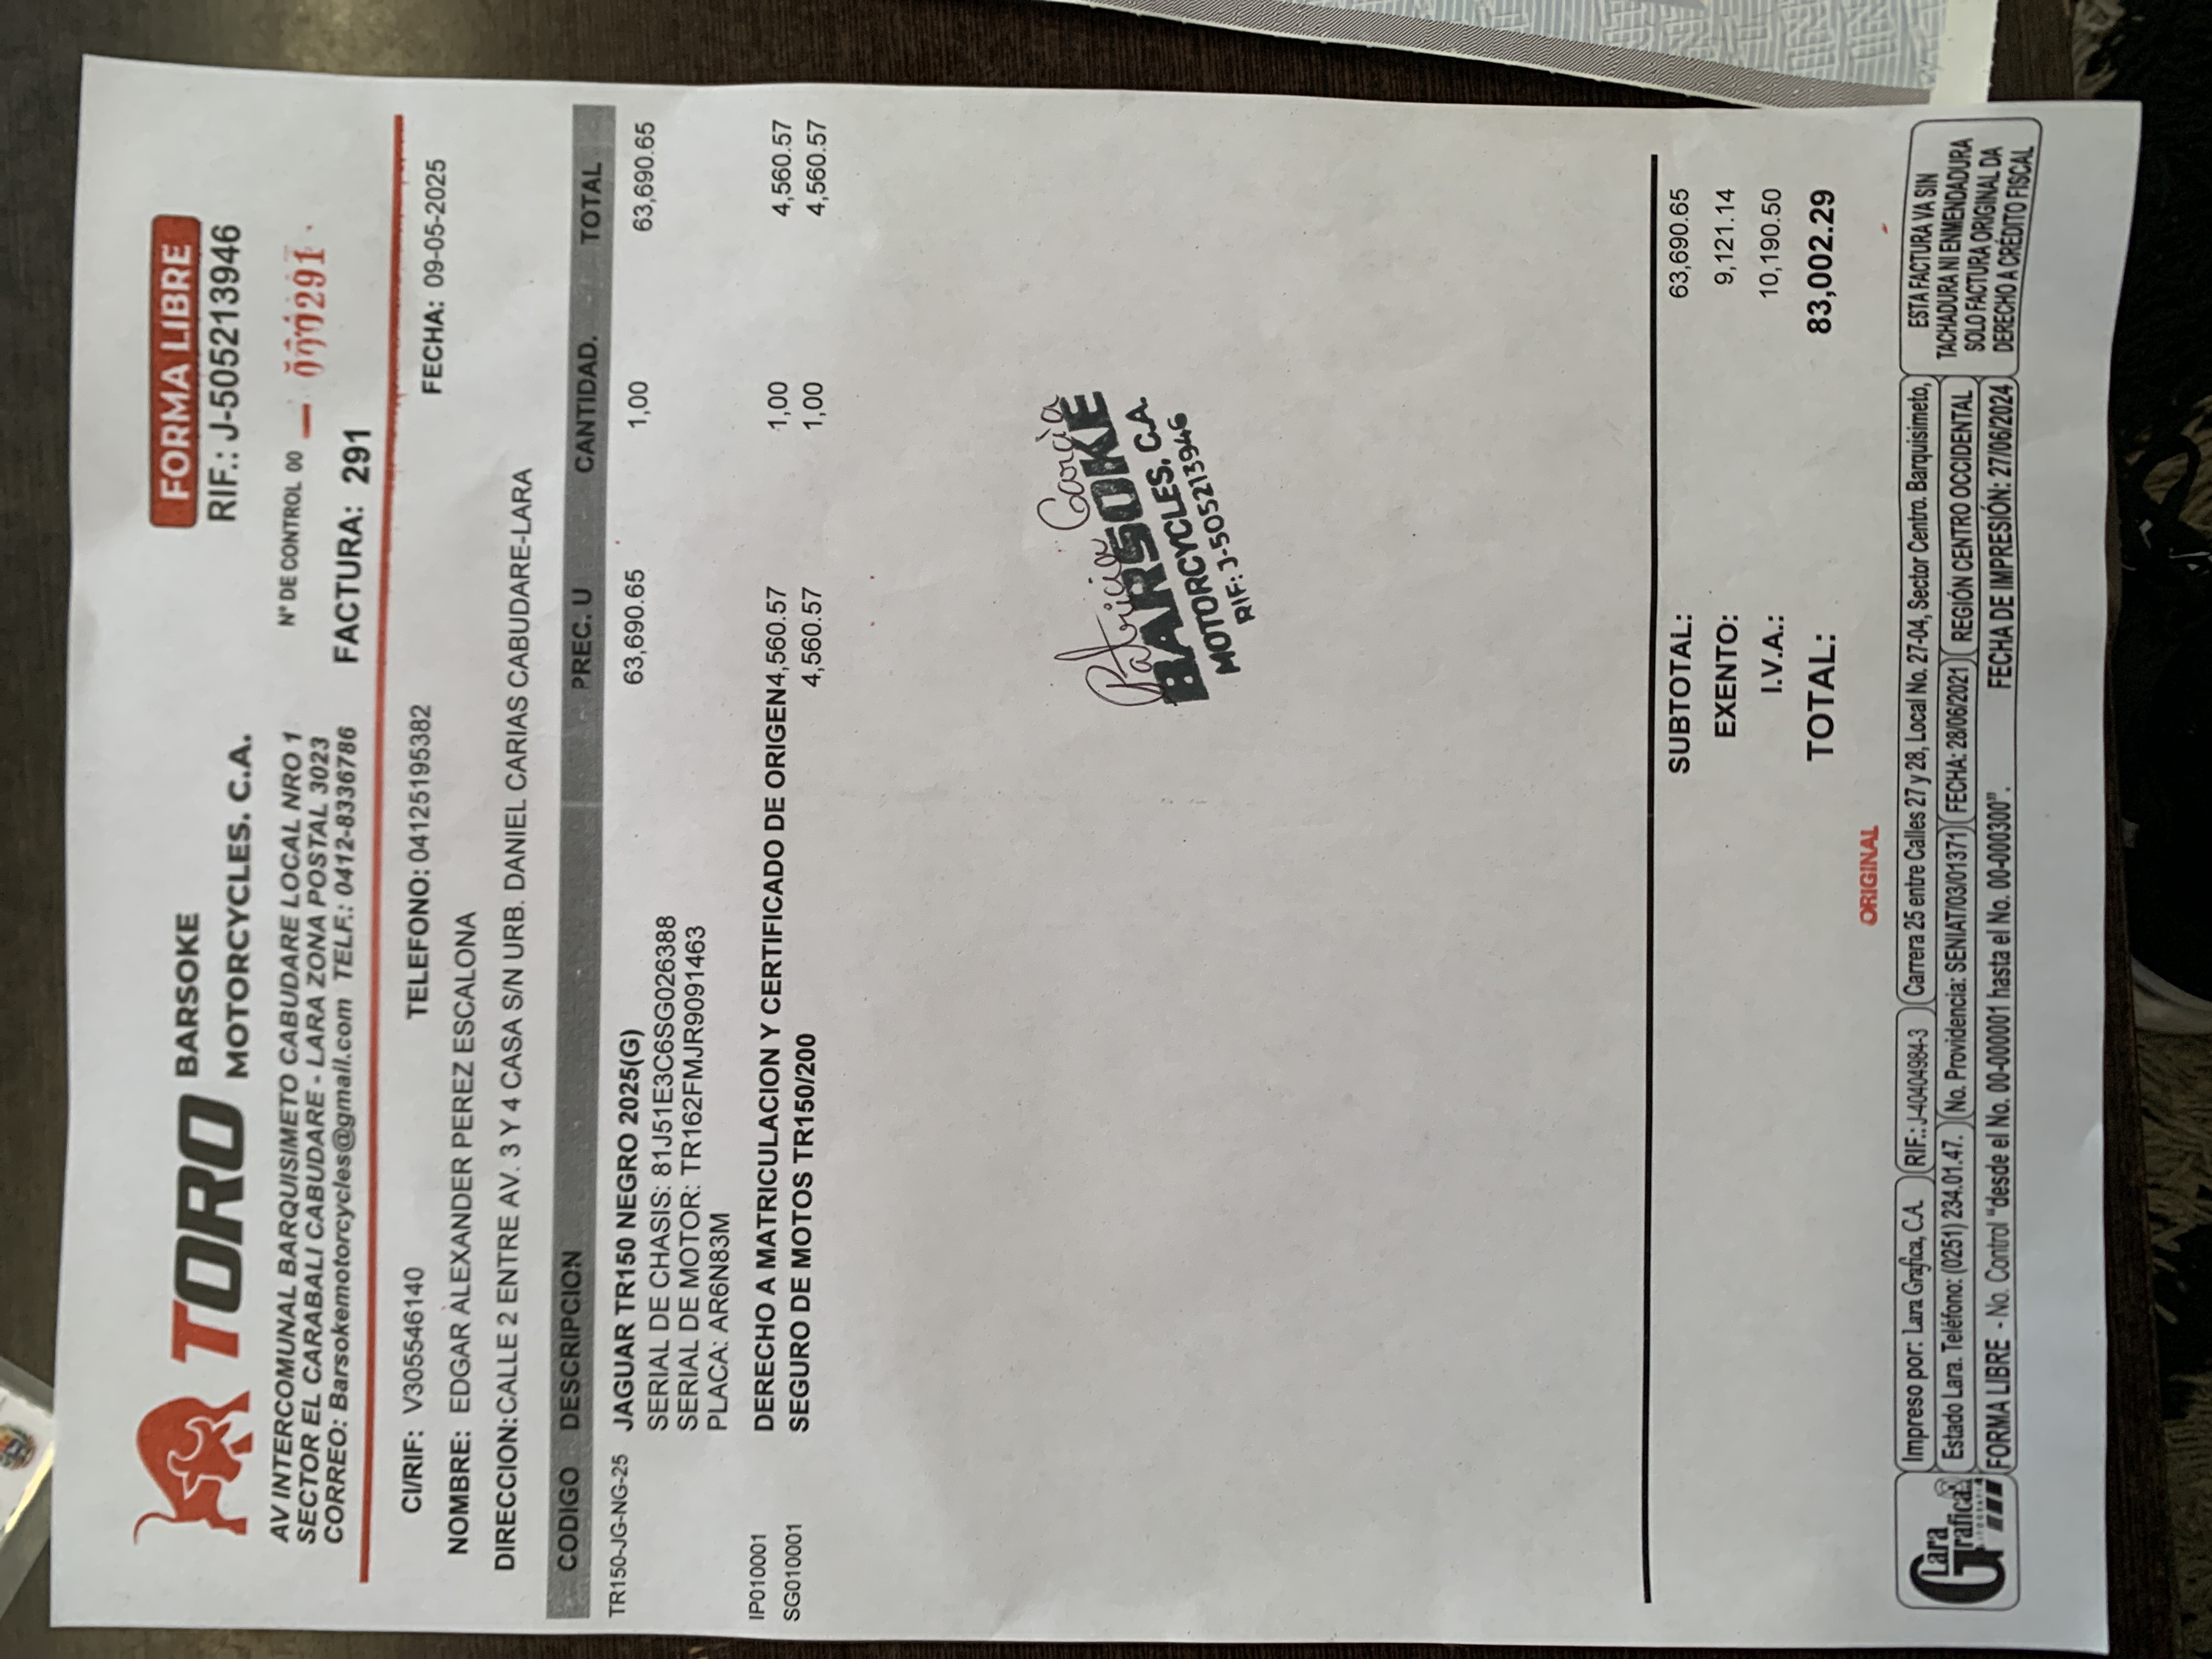 TORO
BARSOKE
MOTORCYCLES. C.A.
FORMA LIBRE
RIF.: J-505213946
AV INTERCOMUNAL BARQUISIMETO CABUDARE LOCAL NRO 1
SECTOR EL CARABALI CABUDARE - LARA ZONA POSTAL 3023
CORREO: Barsokemotorcycles@gmail.com TELF.: 0412-8336786
N° DE CONTROL 00 — 000291
FACTURA: 291
CI/RIF: V305546140 TELEFONO: 04125195382 FECHA: 09-05-2025
NOMBRE: EDGAR ALEXANDER PEREZ ESCALONA
DIRECCION:CALLE 2 ENTRE AV. 3 Y 4 CASA S/N URB. DANIEL CARIAS CABUDARE-LARA
CODIGO DESCRIPCION PREC. U CANTIDAD. TOTAL
TR150-JG-NG-25 JAGUAR TR150 NEGRO 2025(G) 63,690.65 1,00 63,690.65
SERIAL DE CHASIS: 81J51E3C6SG026388
SERIAL DE MOTOR: TR162FMJR9091463
PLACA: AR6N83M
IP010001 DERECHO A MATRICULACION Y CERTIFICADO DE ORIGEN4,560.57 1,00 4,560.57
SG010001 SEGURO DE MOTOS TR150/200 4,560.57 1,00 4,560.57
Patricia García
BARSOKE
MOTORCYCLES, C.A.
RIF: J-505213946
SUBTOTAL: 63,690.65
EXENTO: 9,121.14
I.V.A.: 10,190.50
TOTAL: 83,002.29
ORIGINAL
Lara Grafica
Impreso por: Lara Grafica, C.A. RIF.: J-40404984-3 Carrera 25 entre Calles 27 y 28, Local No. 27-04, Sector Centro. Barquisimeto,
Estado Lara. Teléfono: (0251) 234.01.47. No. Providencia: SENIAT/03/01371 FECHA: 28/06/2021 REGIÓN CENTRO OCCIDENTAL
FORMA LIBRE - No. Control "desde el No. 00-000001 hasta el No. 00-000300". FECHA DE IMPRESIÓN: 27/06/2024
ESTA FACTURA VA SIN
TACHADURA NI ENMENDADURA
SOLO FACTURA ORIGINAL DA
DERECHO A CRÉDITO FISCAL